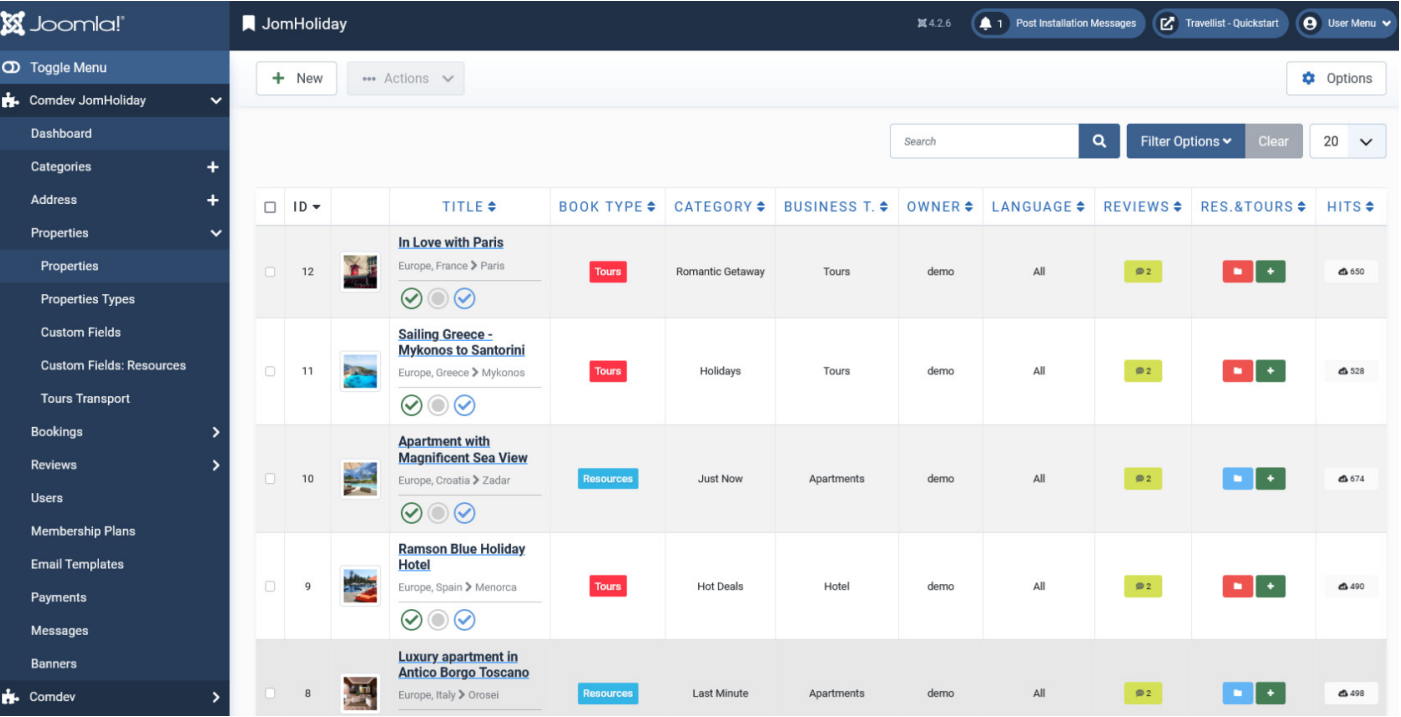 Joomla!
JomHoliday
4.2.6
1 Post Installation Messages
Travellist - Quickstart
User Menu
Toggle Menu
Comdev JomHoliday
Dashboard
Categories
Address
Properties
Properties
Properties Types
Custom Fields
Custom Fields: Resources
Tours Transport
Bookings
Reviews
Users
Membership Plans
Email Templates
Payments
Messages
Banners
Comdev
New
Actions
Options
Search
Filter Options
Clear
20
ID TITLE BOOK TYPE CATEGORY BUSINESS T. OWNER LANGUAGE REVIEWS RES.&TOURS HITS
In Love with Paris
Europe, France Paris
12 Tours Romantic Getaway Tours demo All 2 650
Sailing Greece -
Mykonos to Santorini
Europe, Greece Mykonos
11 Tours Holidays Tours demo All 2 528
Apartment with
Magnificent Sea View
Europe, Croatia Zadar
10 Resources Just Now Apartments demo All 2 674
Ramson Blue Holiday
Hotel
Europe, Spain Menorca
9 Tours Hot Deals Hotel demo All 2 490
Luxury apartment in
Antico Borgo Toscano
Europe, Italy Orosei
8 Resources Last Minute Apartments demo All 2 498